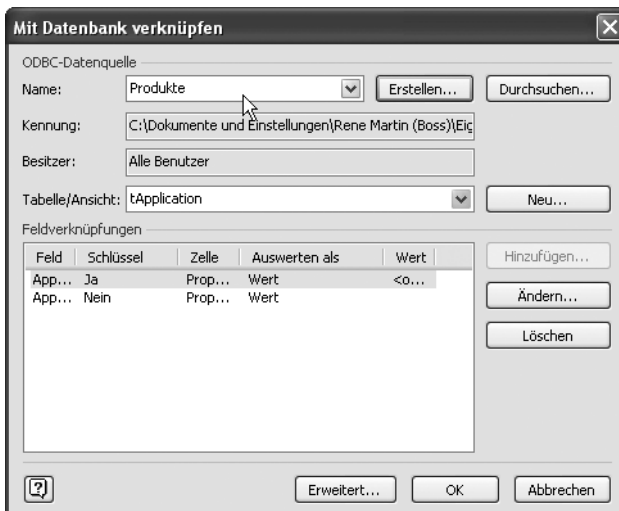 Mit Datenbank verknüpfen
ODBC-Datenquelle
Name: Produkte Erstellen... Durchsuchen...
Kennung: C:\Dokumente und Einstellungen\Rene Martin (Boss)\Eig
Besitzer: Alle Benutzer
Tabelle/Ansicht: tApplication Neu...
Feldverknüpfungen
Feld Schlüssel Zelle Auswerten als Wert Hinzufügen...
App... Ja Prop... Wert <o...
App... Nein Prop... Wert
Ändern...
Löschen
Erweitert... OK Abbrechen